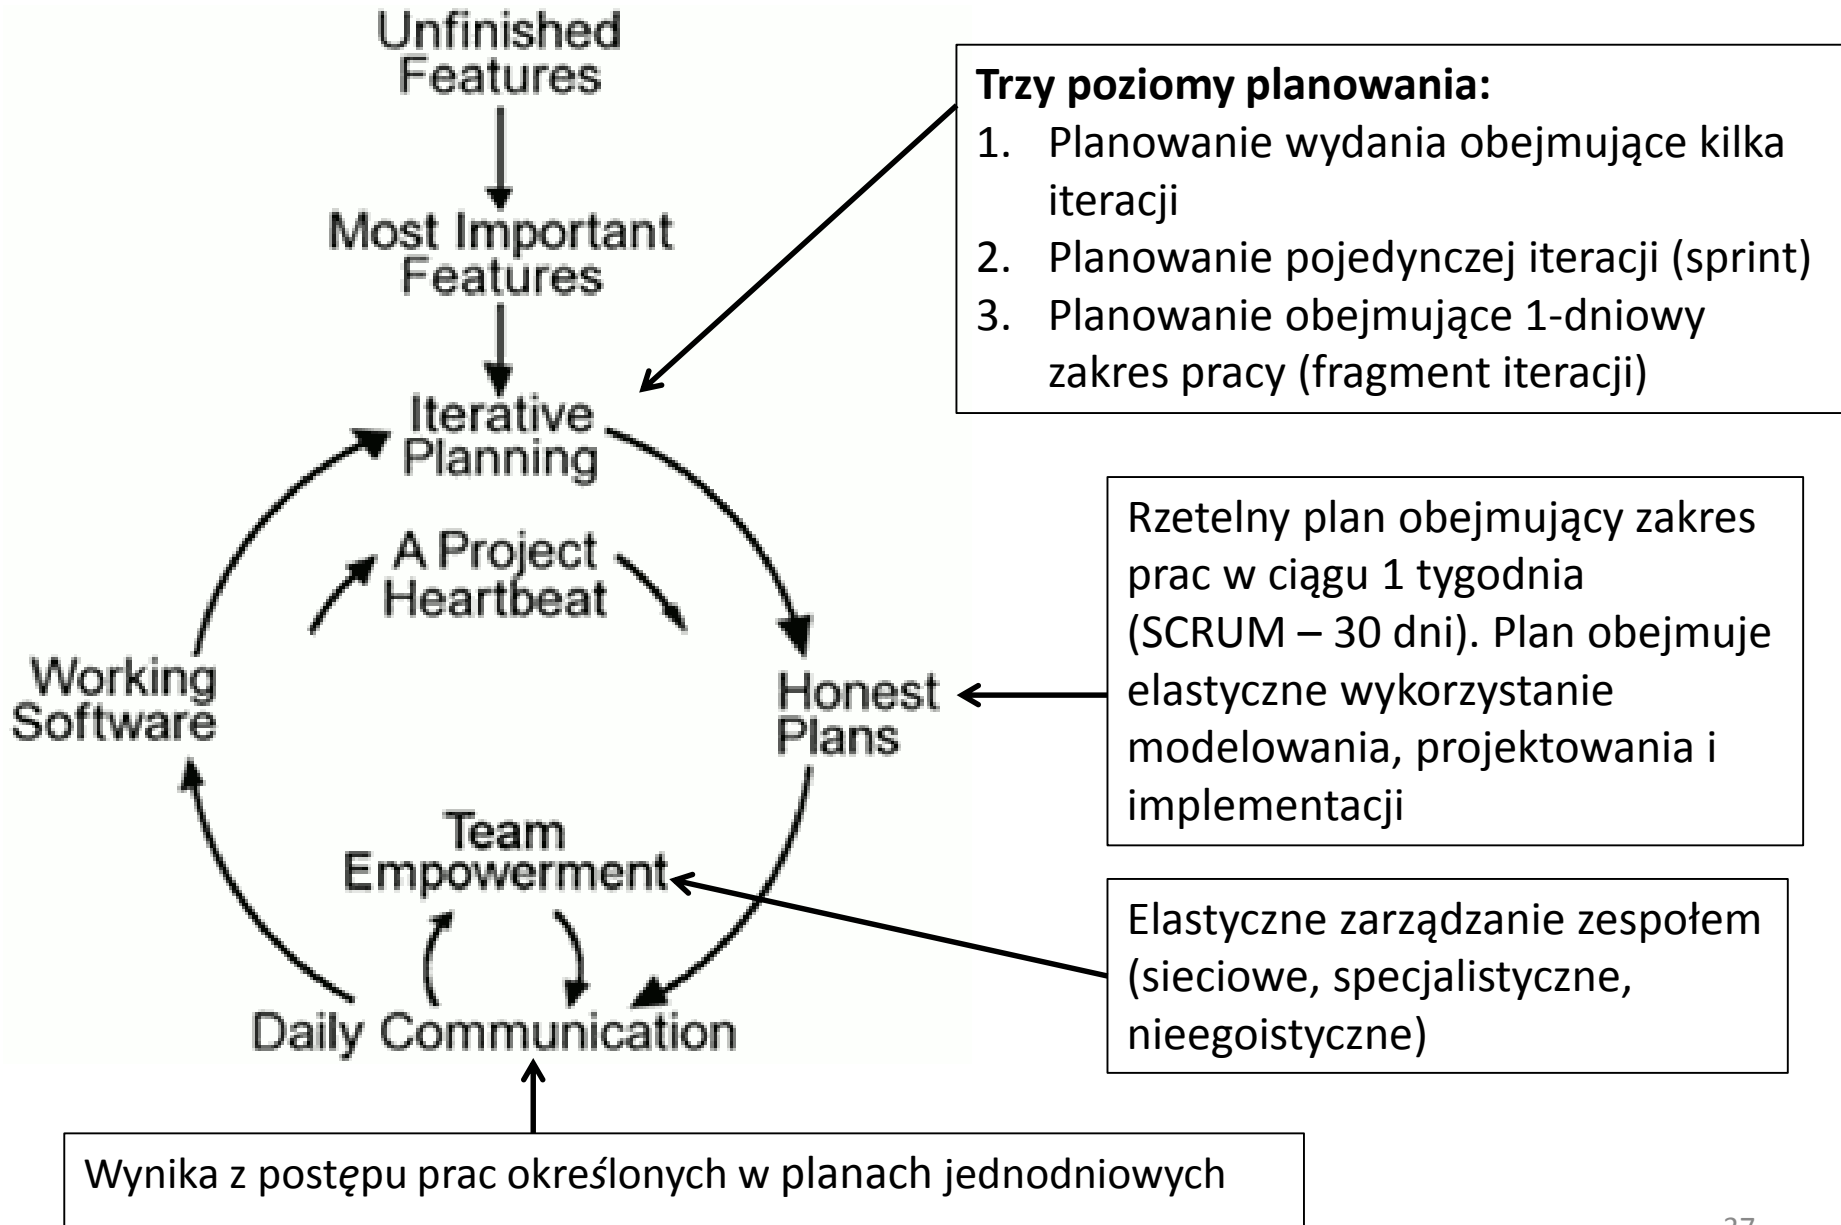 Unfinished
Features
Most Important
Features
Iterative
Planning
A Project
Heartbeat
Working
Software
Honest
Plans
Team
Empowerment
Daily Communication
Trzy poziomy planowania:
1. Planowanie wydania obejmujące kilka
iteracji
2. Planowanie pojedynczej iteracji (sprint)
3. Planowanie obejmujące 1-dniowy
zakres pracy (fragment iteracji)
Rzetelny plan obejmujący zakres
prac w ciągu 1 tygodnia
(SCRUM – 30 dni). Plan obejmuje
elastyczne wykorzystanie
modelowania, projektowania i
implementacji
Elastyczne zarządzanie zespołem
(sieciowe, specjalistyczne,
nieegoistyczne)
Wynika z postępu prac określonych w planach jednodniowych